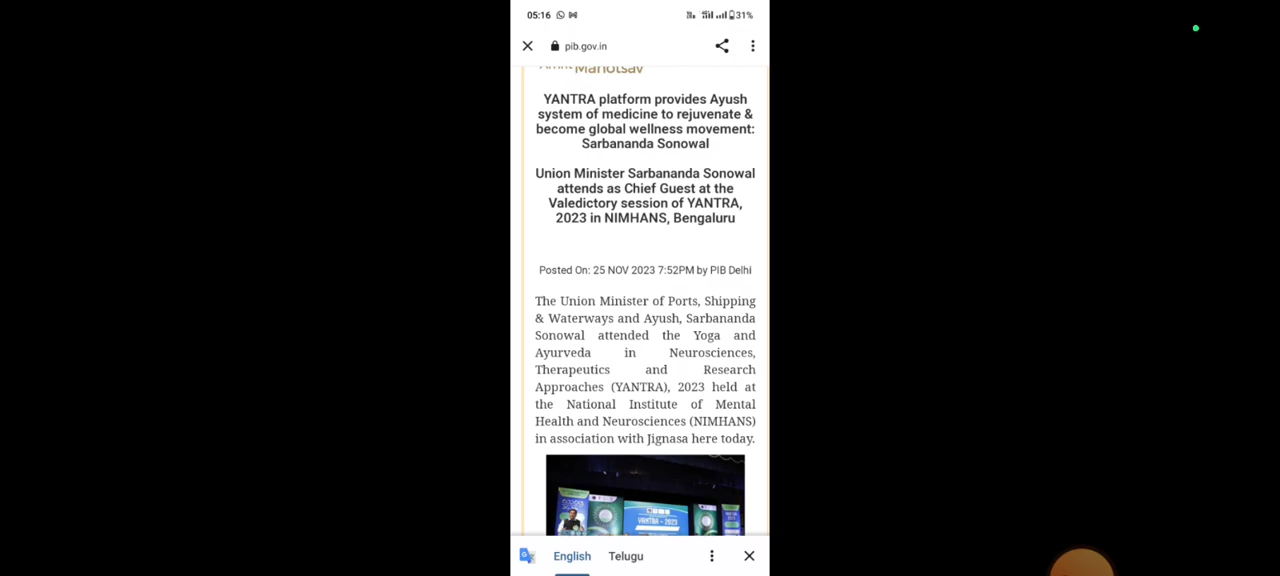 05:16
31%
pib.gov.in
Mahotsav
YANTRA platform provides Ayush
system of medicine to rejuvenate &
become global wellness movement:
Sarbananda Sonowal
Union Minister Sarbananda Sonowal
attends as Chief Guest at the
Valedictory session of YANTRA,
2023 in NIMHANS, Bengaluru
Posted On: 25 NOV 2023 7:52PM by PIB Delhi
The Union Minister of Ports, Shipping
& Waterways and Ayush, Sarbananda
Sonowal attended the Yoga and
Ayurveda in Neurosciences,
Therapeutics and Research
Approaches (YANTRA), 2023 held at
the National Institute of Mental
Health and Neurosciences (NIMHANS)
in association with Jignasa here today.
YANTRA - 2023
English Telugu